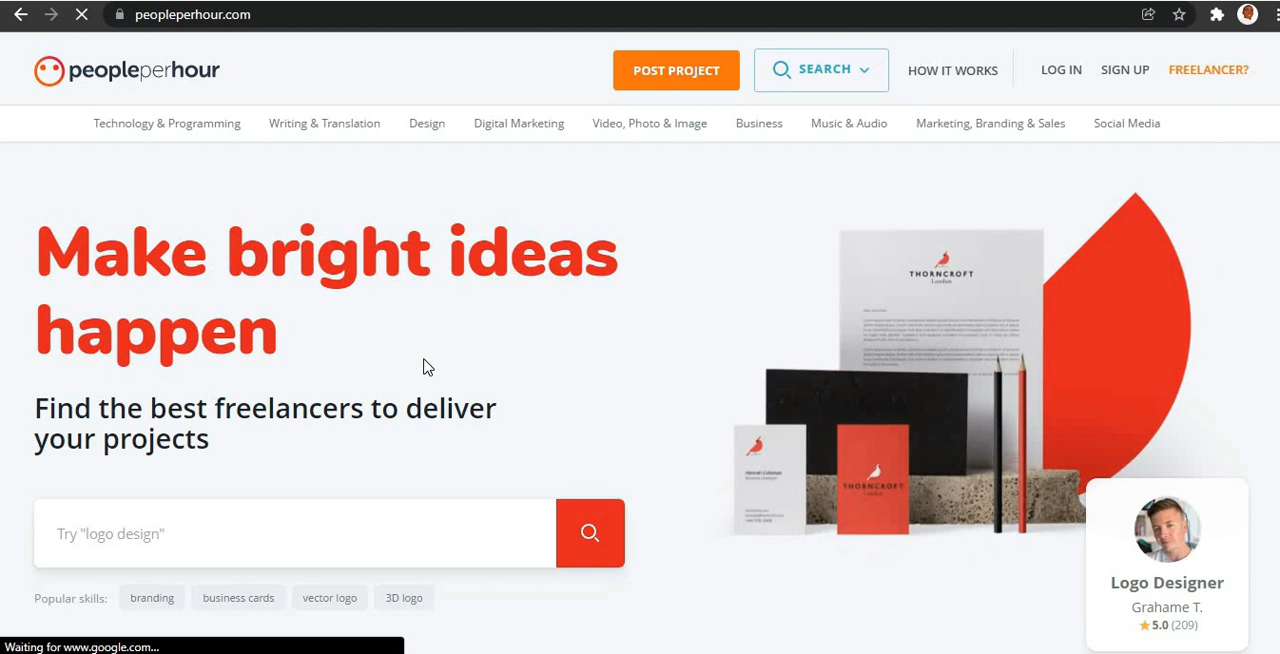 peopleperhour.com
peopleperhour
POST PROJECT
SEARCH
HOW IT WORKS
LOG IN
SIGN UP
FREELANCER?
Technology & Programming
Writing & Translation
Design
Digital Marketing
Video, Photo & Image
Business
Music & Audio
Marketing, Branding & Sales
Social Media
Make bright ideas
happen
Find the best freelancers to deliver
your projects
Try "logo design"
Popular skills:
branding
business cards
vector logo
3D logo
THORNCROFT
London
THORNCROFT
Logo Designer
Grahame T.
5.0 (209)
Waiting for www.google.com...